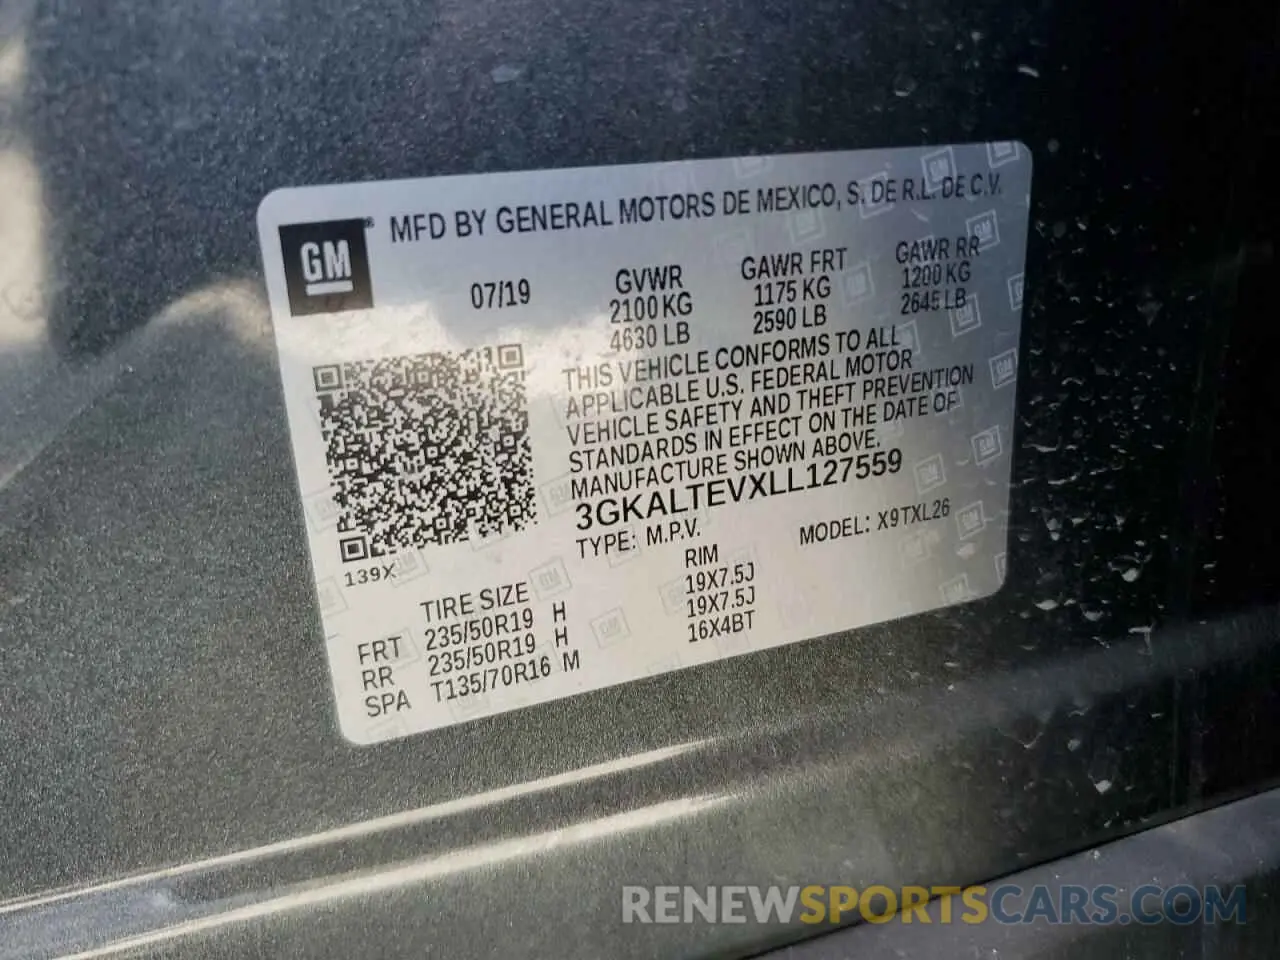 GM ® MFD BY GENERAL MOTORS DE MEXICO, S. DE R.L. DE C.V.
07/19 GVWR GAWR FRT GAWR RR
2100 KG 1175 KG 1200 KG
4630 LB 2590 LB 2645 LB
THIS VEHICLE CONFORMS TO ALL
APPLICABLE U.S. FEDERAL MOTOR
VEHICLE SAFETY AND THEFT PREVENTION
STANDARDS IN EFFECT ON THE DATE OF
MANUFACTURE SHOWN ABOVE.
3GKALTEVXLL127559
TYPE: M.P.V. MODEL: X9TXL26
139X
TIRE SIZE RIM
FRT 235/50R19 H 19X7.5J
RR 235/50R19 H 19X7.5J
SPA T135/70R16 M 16X4BT
RENEWSPORTSCARS.COM